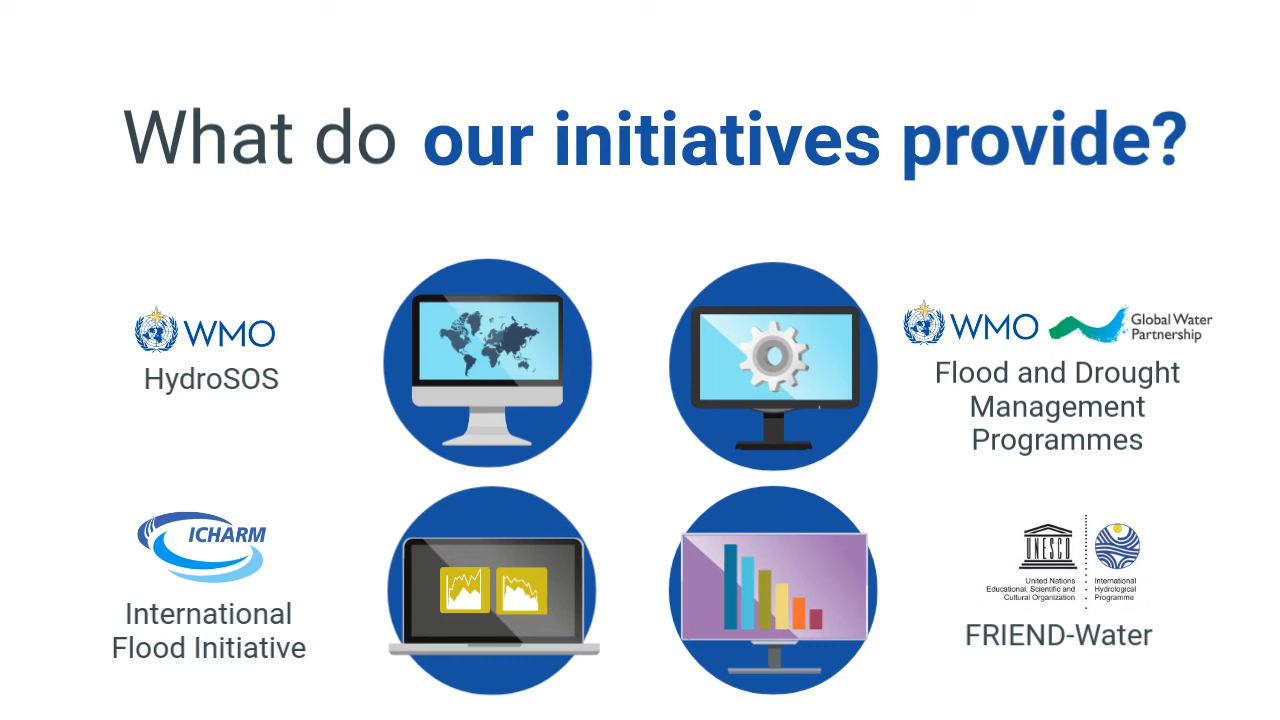 What do our initiatives provide?
WMO
HydroSOS
WMO
Global Water
Partnership
Flood and Drought
Management
Programmes
ICHARM
International
Flood Initiative
UNESCO
United Nations
Educational, Scientific and
Cultural Organization
International
Hydrological
Programme
FRIEND-Water